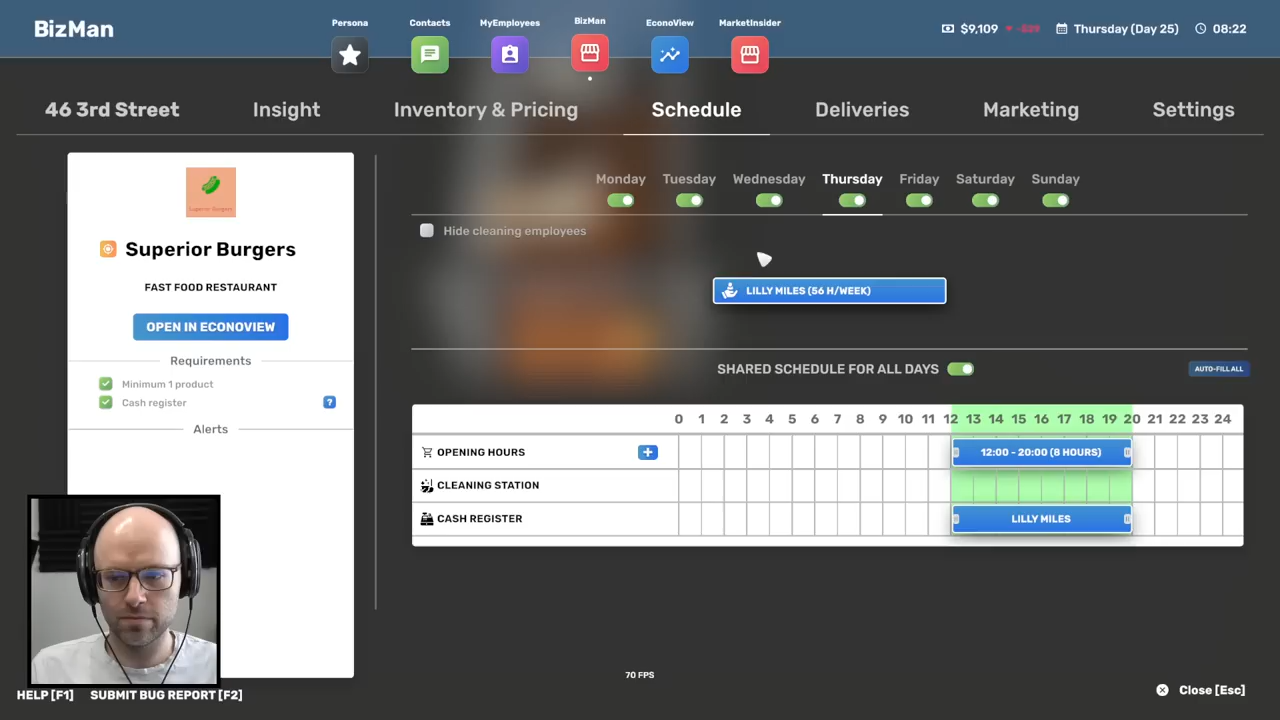 BizMan
Persona
Contacts
MyEmployees
BizMan
EconoView
MarketInsider
$9,109
Thursday (Day 25)
08:22
46 3rd Street
Insight
Inventory & Pricing
Schedule
Deliveries
Marketing
Settings
Superior Burgers
Superior Burgers
FAST FOOD RESTAURANT
OPEN IN ECONOVIEW
Requirements
Minimum 1 product
Cash register
?
Alerts
Monday
Tuesday
Wednesday
Thursday
Friday
Saturday
Sunday
Hide cleaning employees
LILLY MILES (56 H/WEEK)
SHARED SCHEDULE FOR ALL DAYS
AUTO-FILL ALL
0 1 2 3 4 5 6 7 8 9 10 11 12 13 14 15 16 17 18 19 20 21 22 23 24
OPENING HOURS
+
12:00 - 20:00 (8 HOURS)
CLEANING STATION
CASH REGISTER
LILLY MILES
70 FPS
HELP [F1]
SUBMIT BUG REPORT [F2]
Close [Esc]